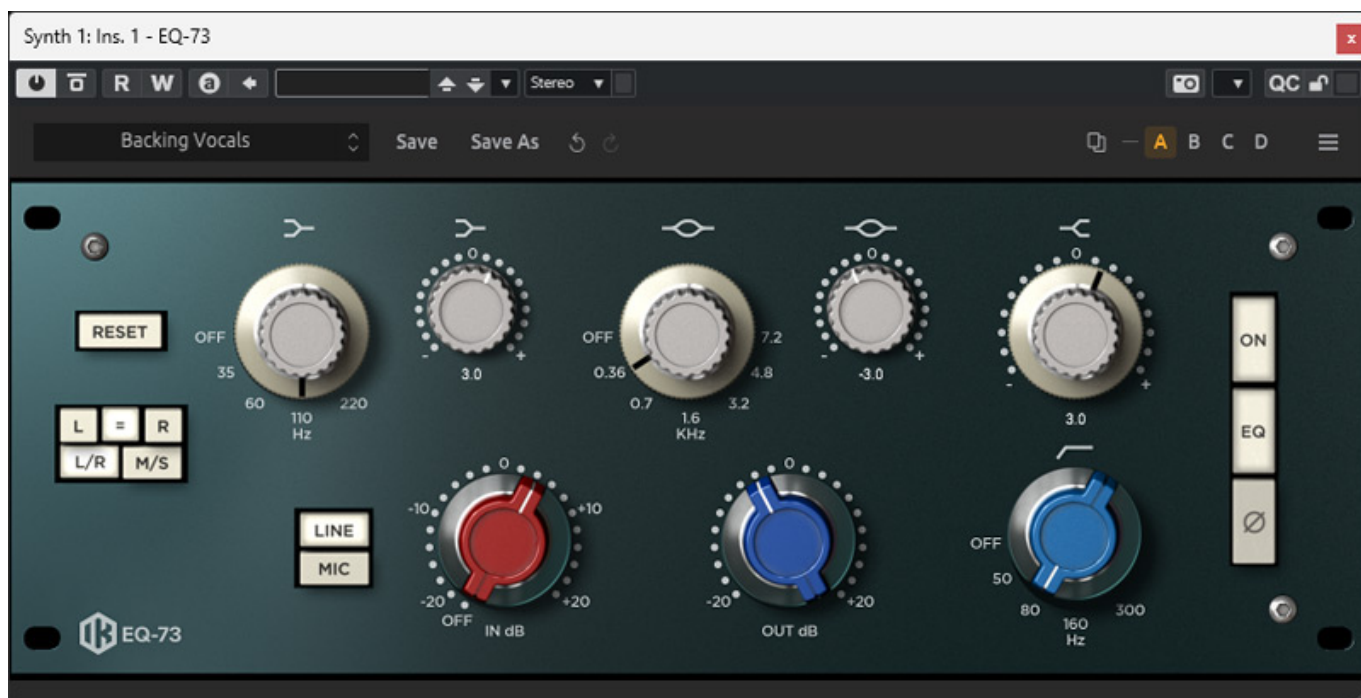 Synth 1: Ins. 1 - EQ-73
x
R W a Stereo QC
Backing Vocals Save Save As A B C D
RESET
L = R
L/R M/S
OFF
35
60
110
Hz
220
0
- +
3.0
OFF
0.36
0.7
1.6
KHz
3.2
4.8
7.2
0
- +
-3.0
0
- +
3.0
ON
EQ
Ø
LINE
MIC
0
-10 +10
-20 +20
OFF
IN dB
0
-20 +20
OUT dB
OFF
50
80
160
Hz
300
IK EQ-73